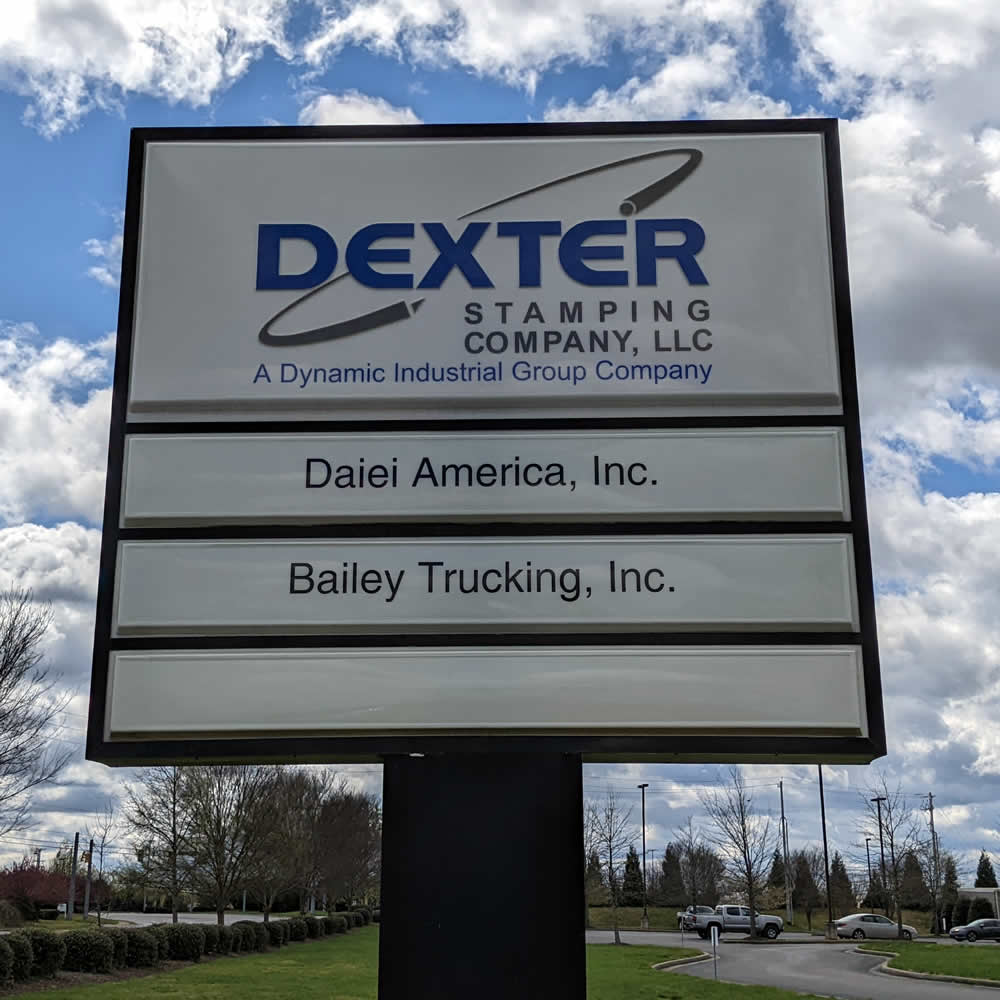 DEXTER
STAMPING
COMPANY, LLC
A Dynamic Industrial Group Company
Daiei America, Inc.
Bailey Trucking, Inc.